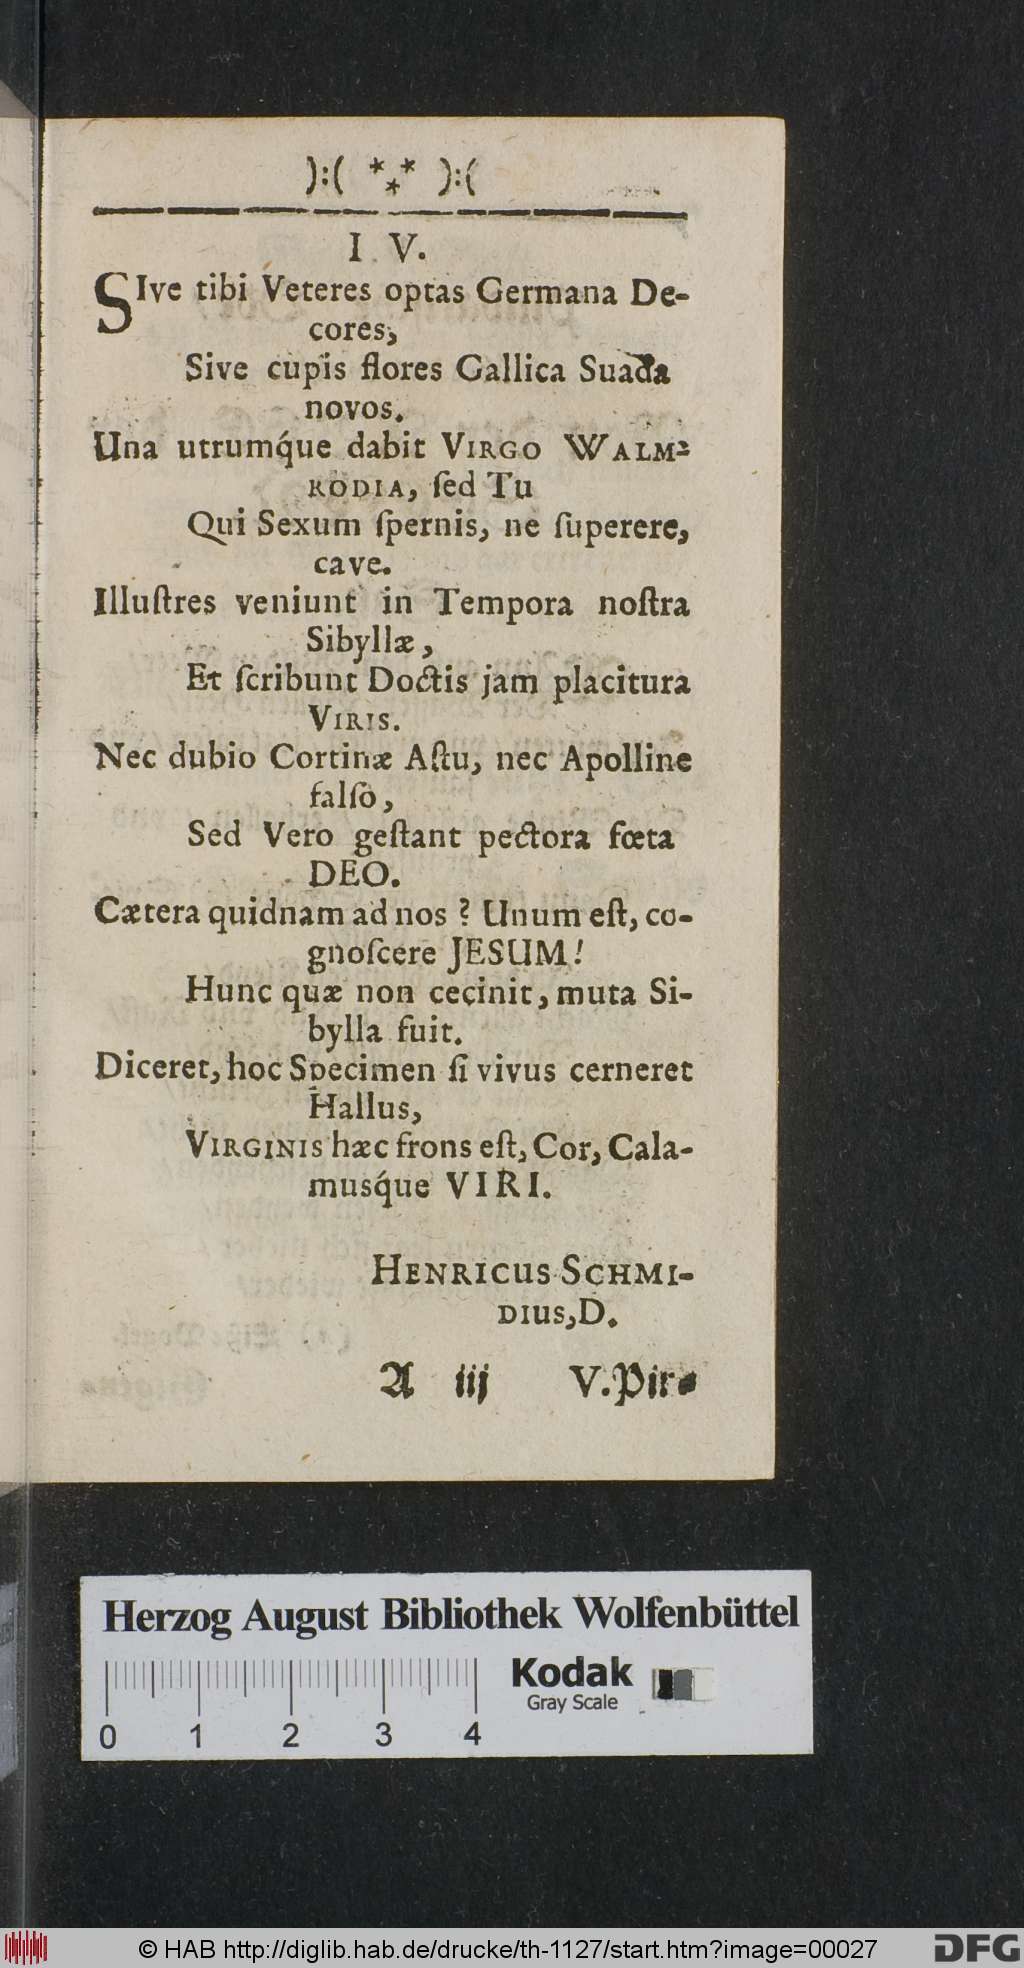 ):( *** ):(
I V.
SIve tibi Veteres optas Germana De-
cores,
Sive cupis flores Gallica Suada
novos.
Una utrumq́ue dabit VIRGO WALM-
RODIA, ſed Tu
Qui Sexum ſpernis, ne ſuperere,
cave.
Illuſtres veniunt in Tempora noſtra
Sibyllæ,
Et ſcribunt Doctis jam placitura
VIRIS.
Nec dubio Cortinæ Aſtu, nec Apolline
falſo,
Sed Vero geſtant pectora fœta
DEO.
Cætera quidnam ad nos? Unum eſt, co-
gnoſcere JESUM!
Hunc quæ non cecinit, muta Si-
bylla fuit.
Diceret, hoc Specimen ſi vivus cerneret
Hallus,
VIRGINIS hæc frons eſt, Cor, Cala-
musq́ue VIRI.
HENRICUS SCHMI-
DIUS, D.
A iij V. Pir-
Herzog August Bibliothek Wolfenbüttel
Kodak
Gray Scale
0 1 2 3 4
© HAB http://diglib.hab.de/drucke/th-1127/start.htm?image=00027
DFG